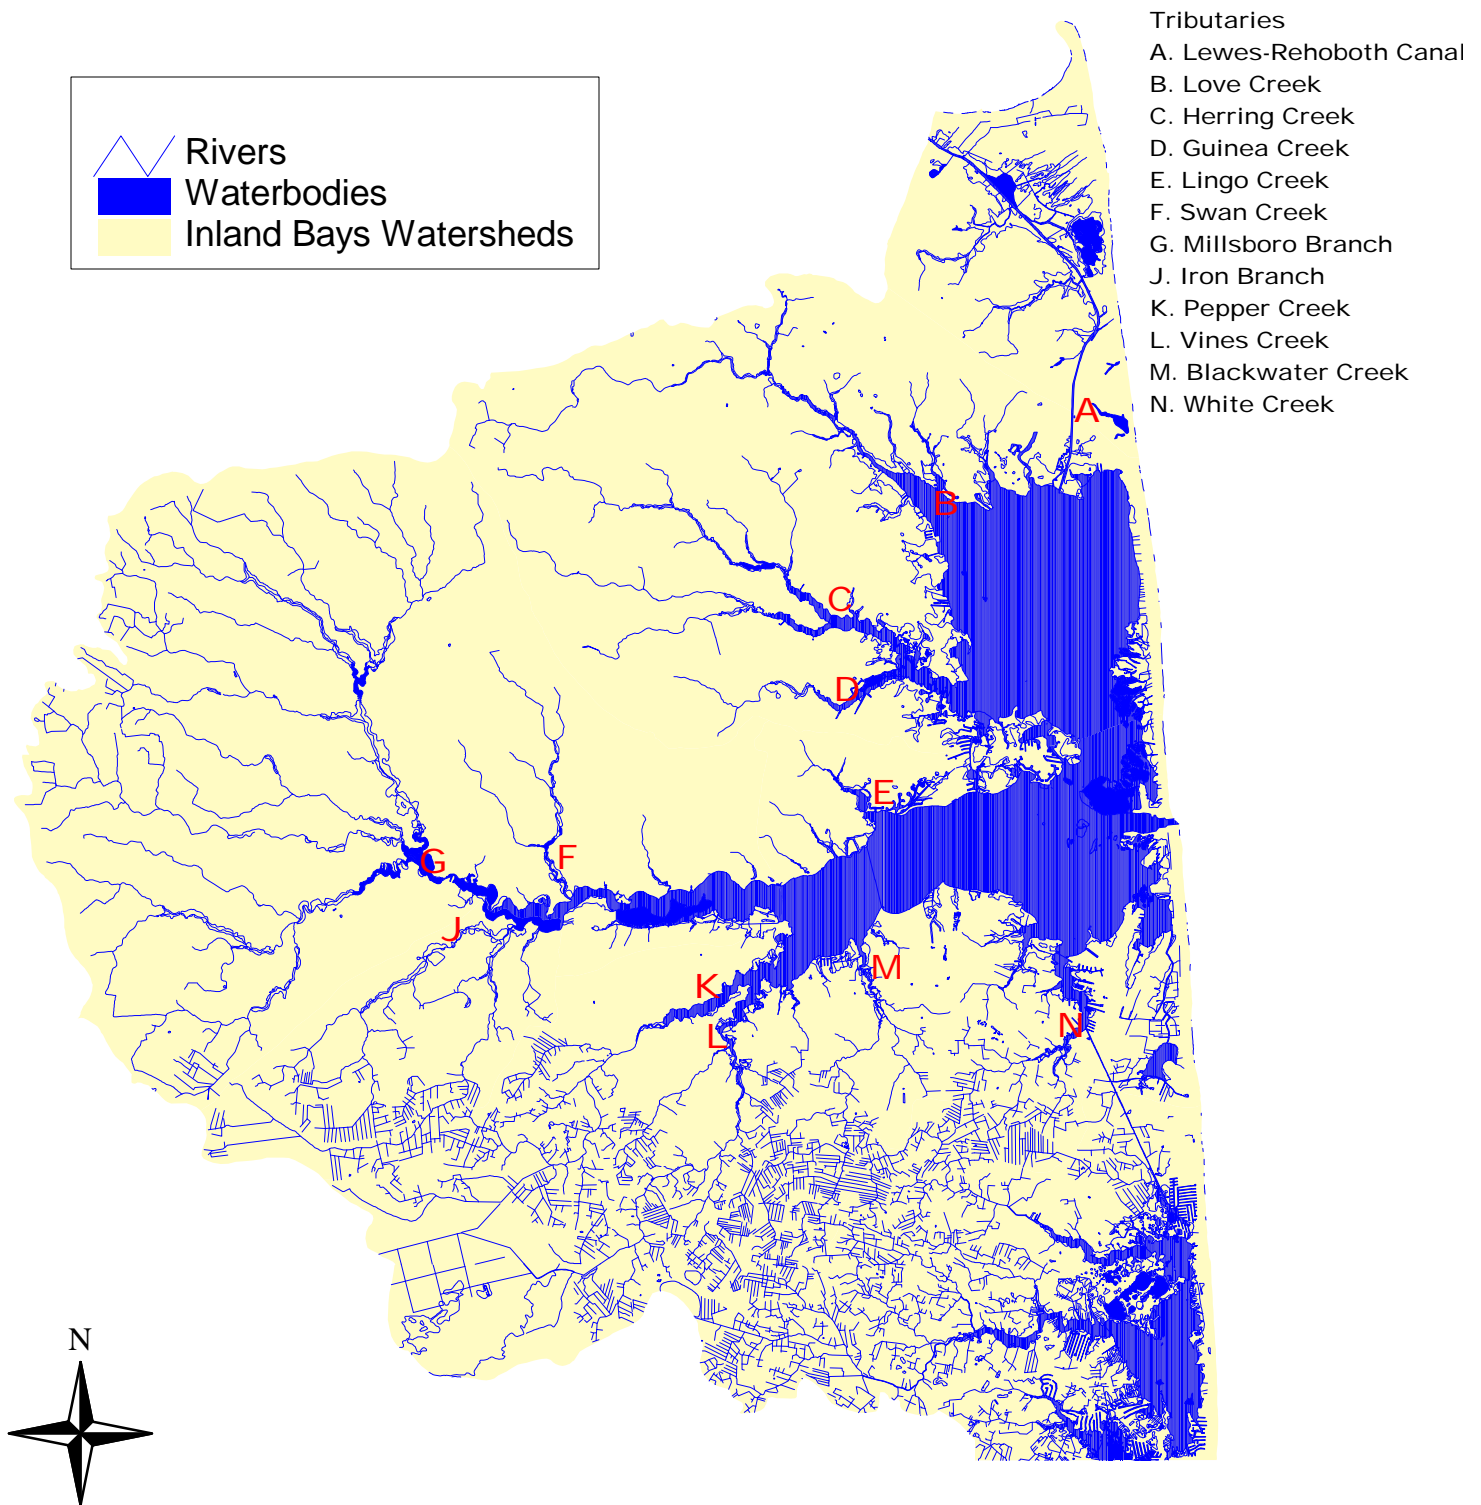 Tributaries
A. Lewes-Rehoboth Canal
B. Love Creek
C. Herring Creek
D. Guinea Creek
E. Lingo Creek
F. Swan Creek
G. Millsboro Branch
J. Iron Branch
K. Pepper Creek
L. Vines Creek
M. Blackwater Creek
N. White Creek
Rivers
Waterbodies
Inland Bays Watersheds
A
B
C
D
E
F
G
J
M
K
N
L
N